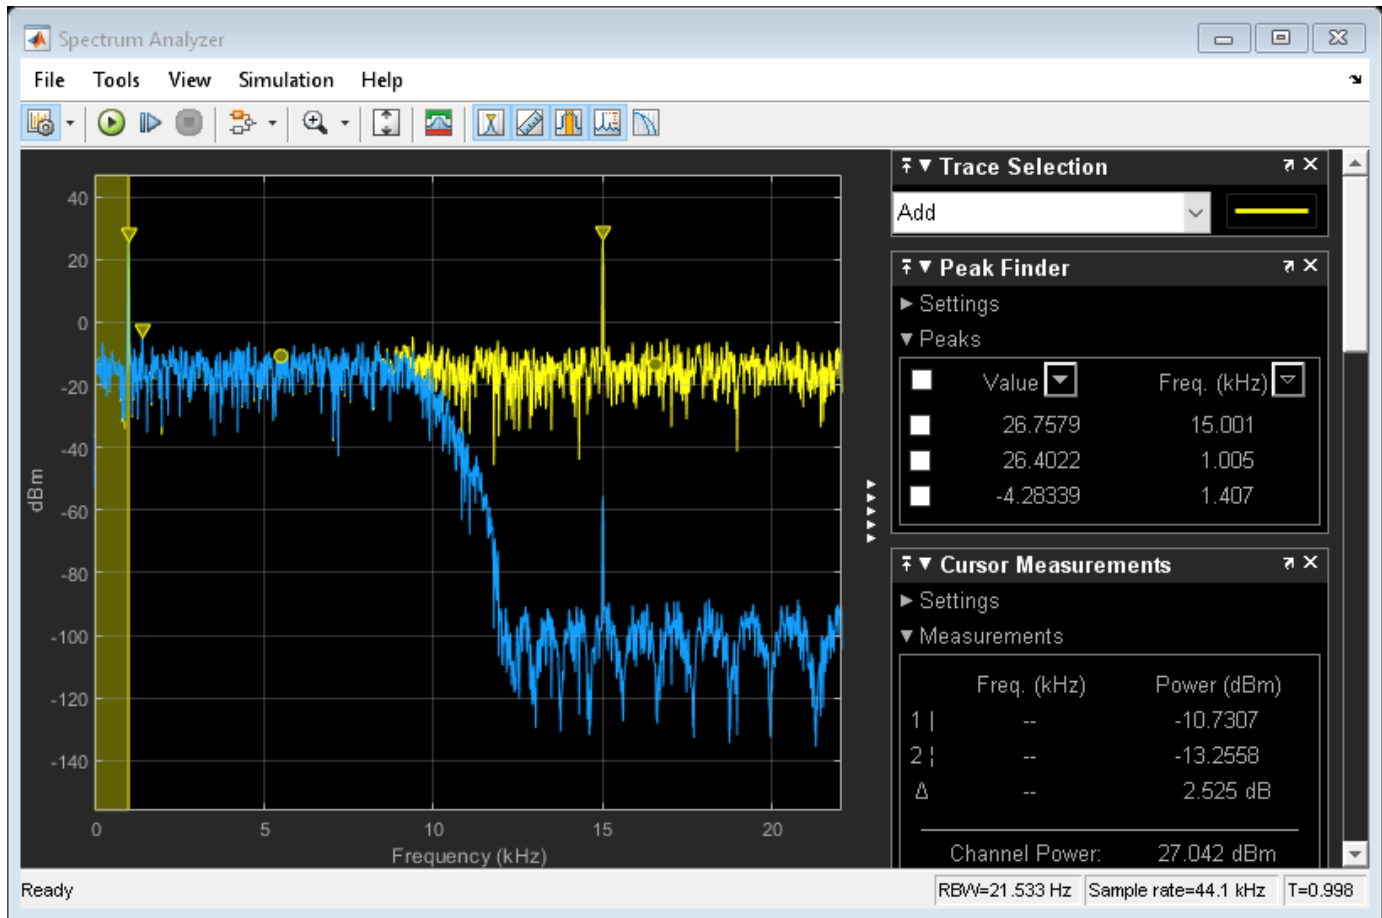 Spectrum Analyzer
File Tools View Simulation Help
40
20
0
-20
-40
-60
-80
-100
-120
-140
dBm
0 5 10 15 20
Frequency (kHz)
Trace Selection
Add
Peak Finder
Settings
Peaks
Value Freq. (kHz)
26.7579 15.001
26.4022 1.005
-4.28339 1.407
Cursor Measurements
Settings
Measurements
Freq. (kHz) Power (dBm)
1 | -- -10.7307
2 ¦ -- -13.2558
Δ -- 2.525 dB
Channel Power: 27.042 dBm
Ready RBW=21.533 Hz Sample rate=44.1 kHz T=0.998